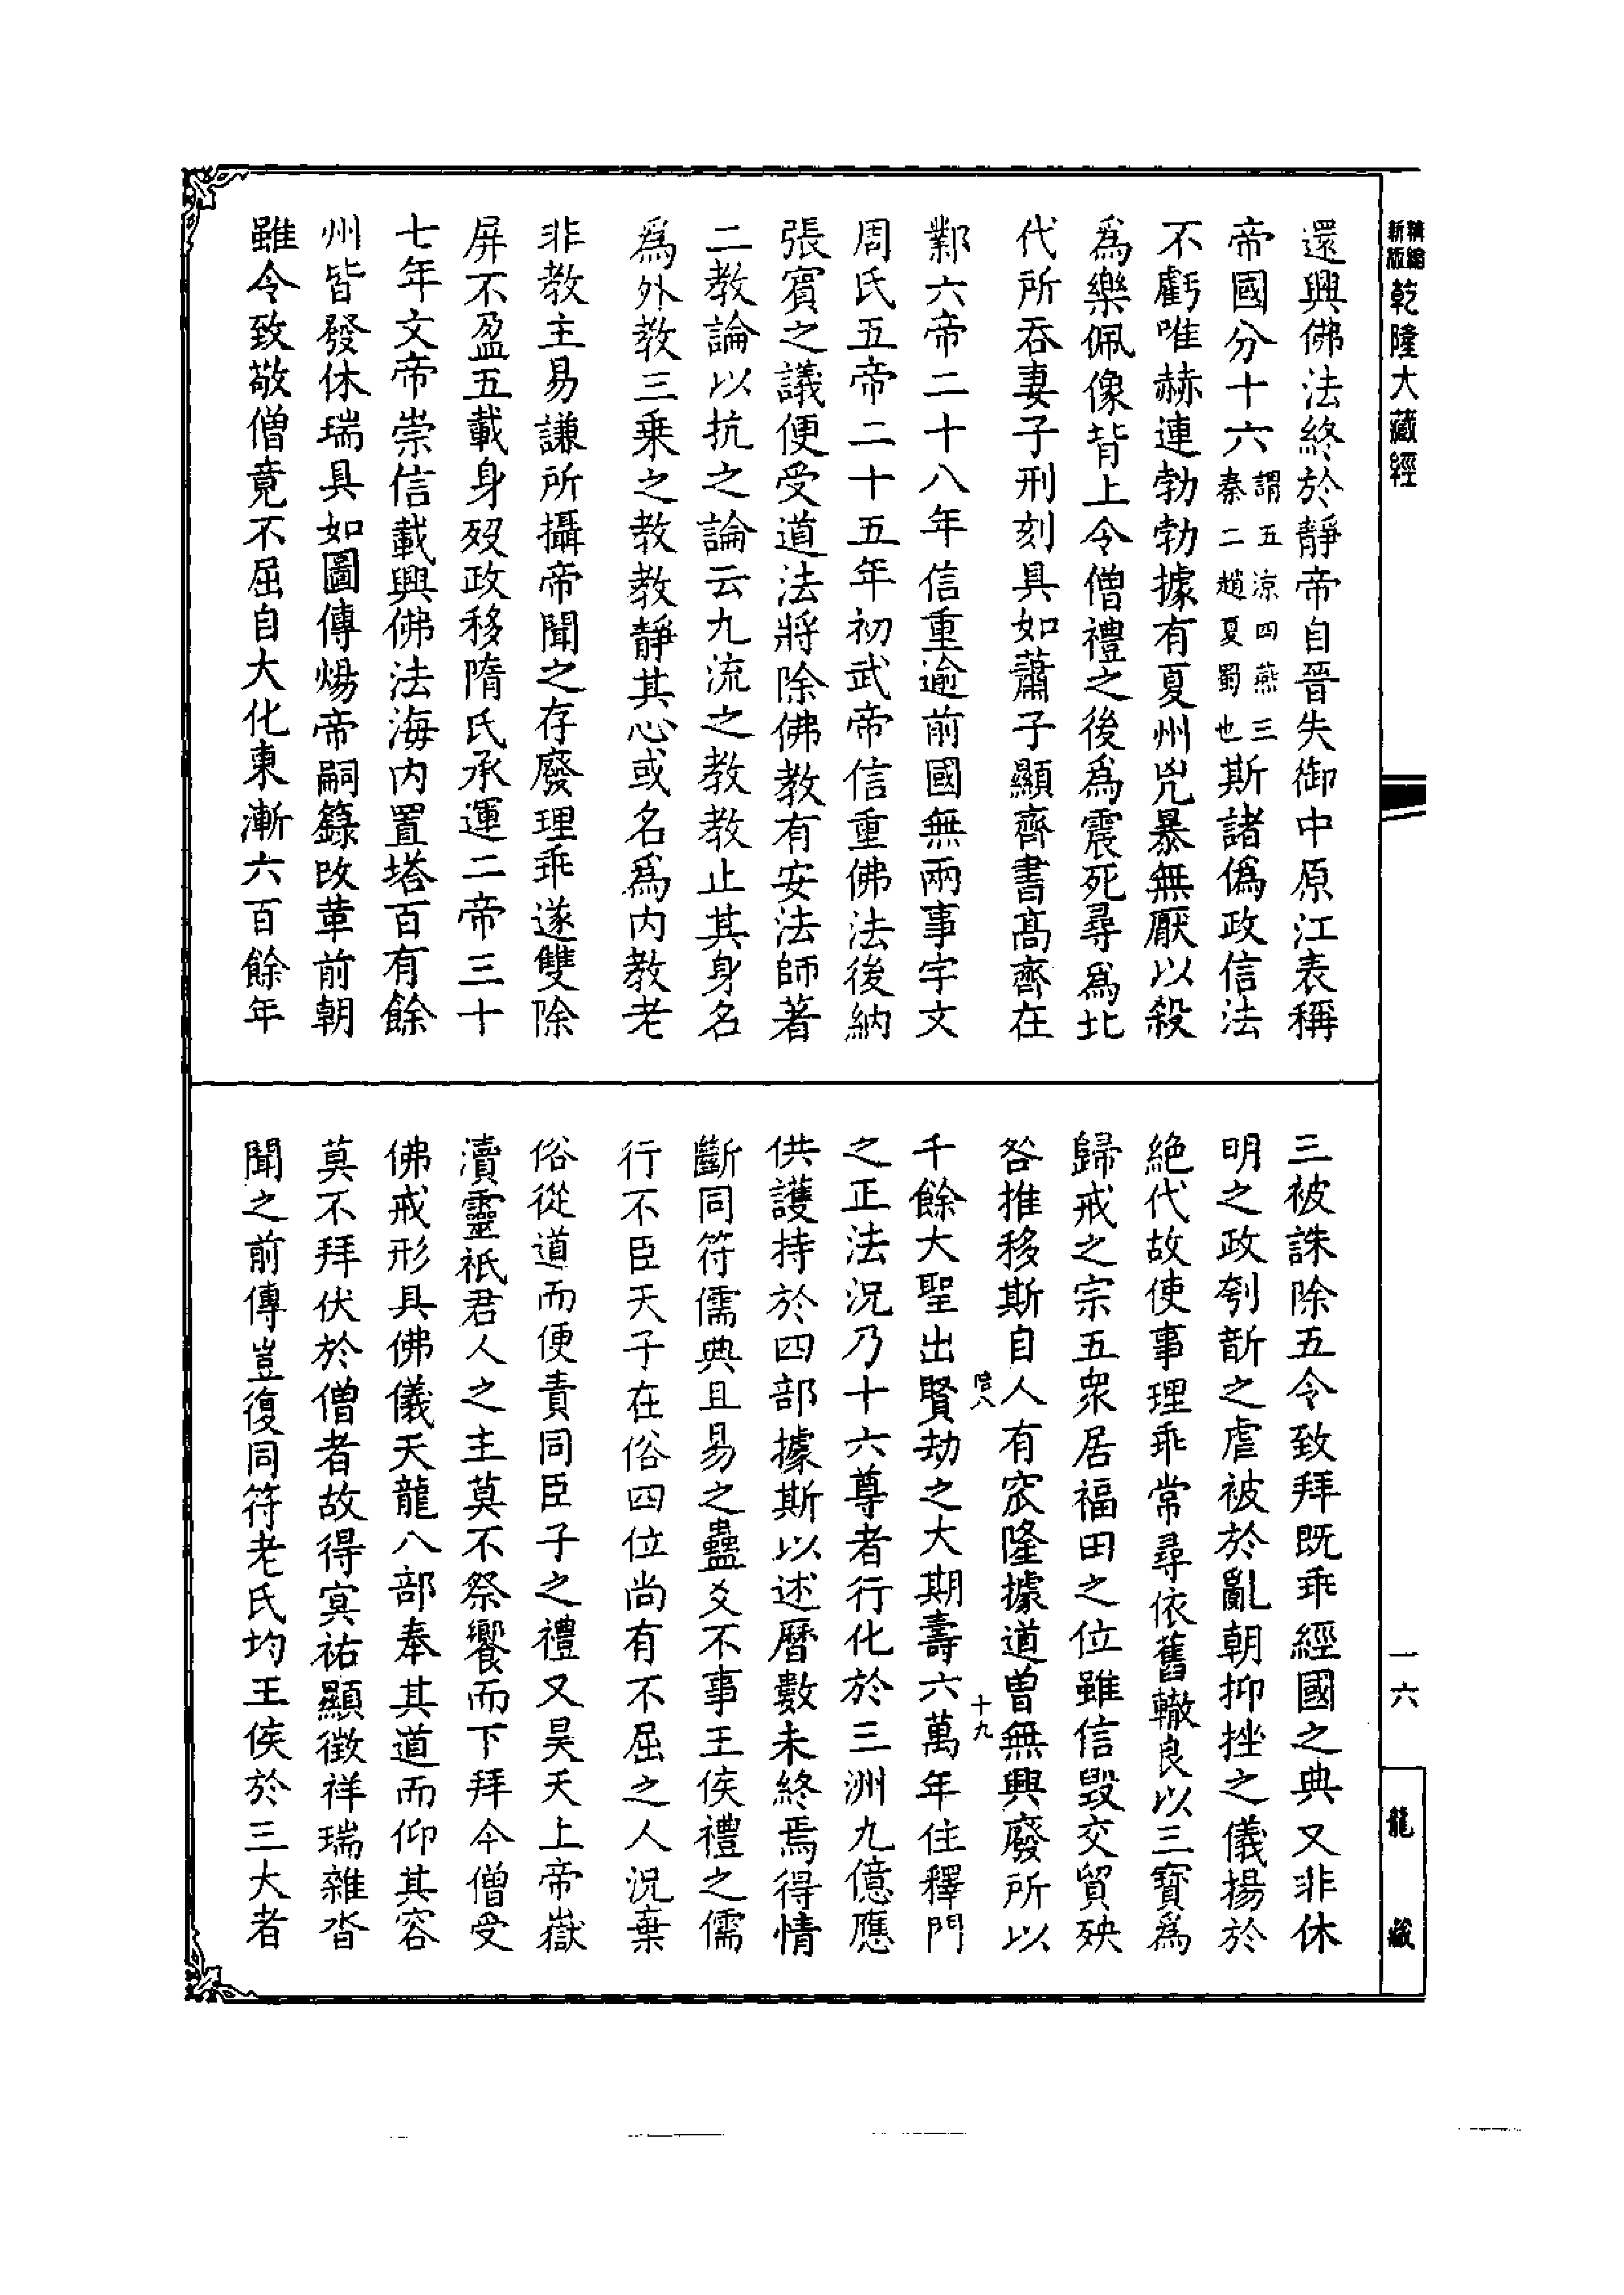 新版精縮乾隆大藏經
還興佛法終於靜帝自晉失御中原江表稱
帝國分十六謂五涼四燕三秦二趙夏蜀也斯諸偽政信法
不虧唯赫連勃勃據有夏州兇暴無厭以殺
為樂佩像背上令僧禮之後為震死尋為北
代所吞妻子刑刻具如蕭子顯齊書高齊在
鄴六帝二十八年信重逾前國無兩事宇文
周氏五帝二十五年初武帝信重佛法後納
張賓之議便受道法將除佛教有安法師著
二教論以抗之論云九流之教教止其身名
為外教三乗之教教靜其心或名為內教老
非教主易謙所攝帝聞之存廢理乖遂雙除
屏不盈五載身歿政移隋氏承運二帝三十
七年文帝崇信載興佛法海內置塔百有餘
州皆發休瑞具如圖傳煬帝嗣籙改革前朝
雖令致敬僧竟不屈自大化東漸六百餘年
三被誅除五令致拜既乖經國之典又非休
明之政刳斮之虐被於亂朝抑挫之儀揚於
絕代故使事理乖常尋依舊轍良以三寶為
歸戒之宗五眾居福田之位雖信毀交貿殃
咎推移斯自人有窊隆據道曾無興廢所以
千餘大聖出賢劫之大期壽六萬年住釋門
之正法況乃十六尊者行化於三洲九億應
供護持於四部據斯以述曆數未終焉得情
斷同符儒典且易之蠱爻不事王侯禮之儒
行不臣天子在俗四位尚有不屈之人況棄
俗從道而便責同臣子之禮又昊天上帝嶽
瀆靈祇君人之主莫不祭饗而下拜今僧受
佛戒形具佛儀天龍八部奉其道而仰其容
莫不拜伏於僧者故得冥祐顯徵祥瑞雜沓
聞之前傳豈復同符老氏均王侯於三大者
十九
一六
龍藏